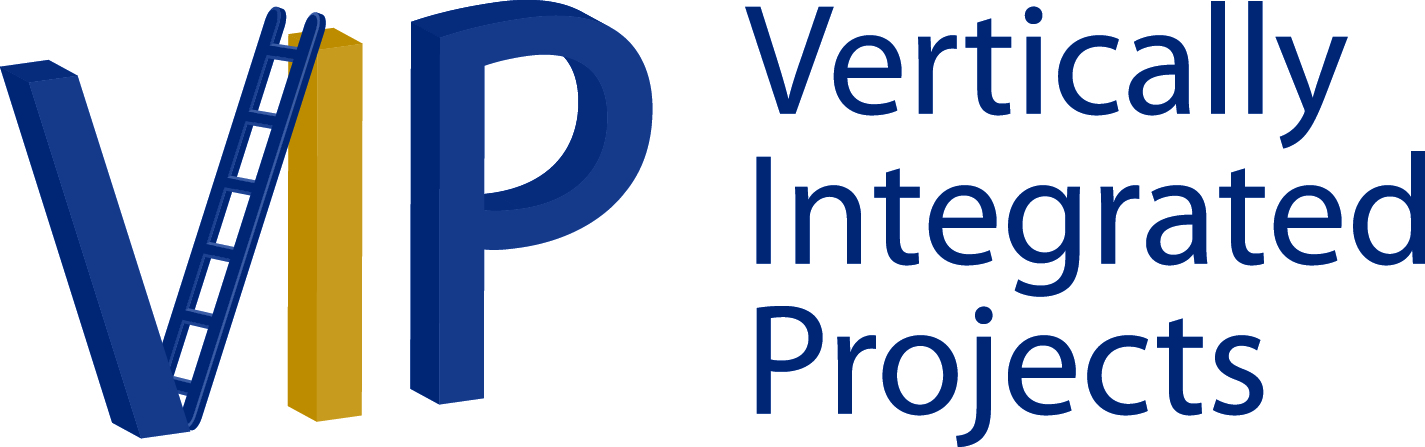 VIP
Vertically
Integrated
Projects